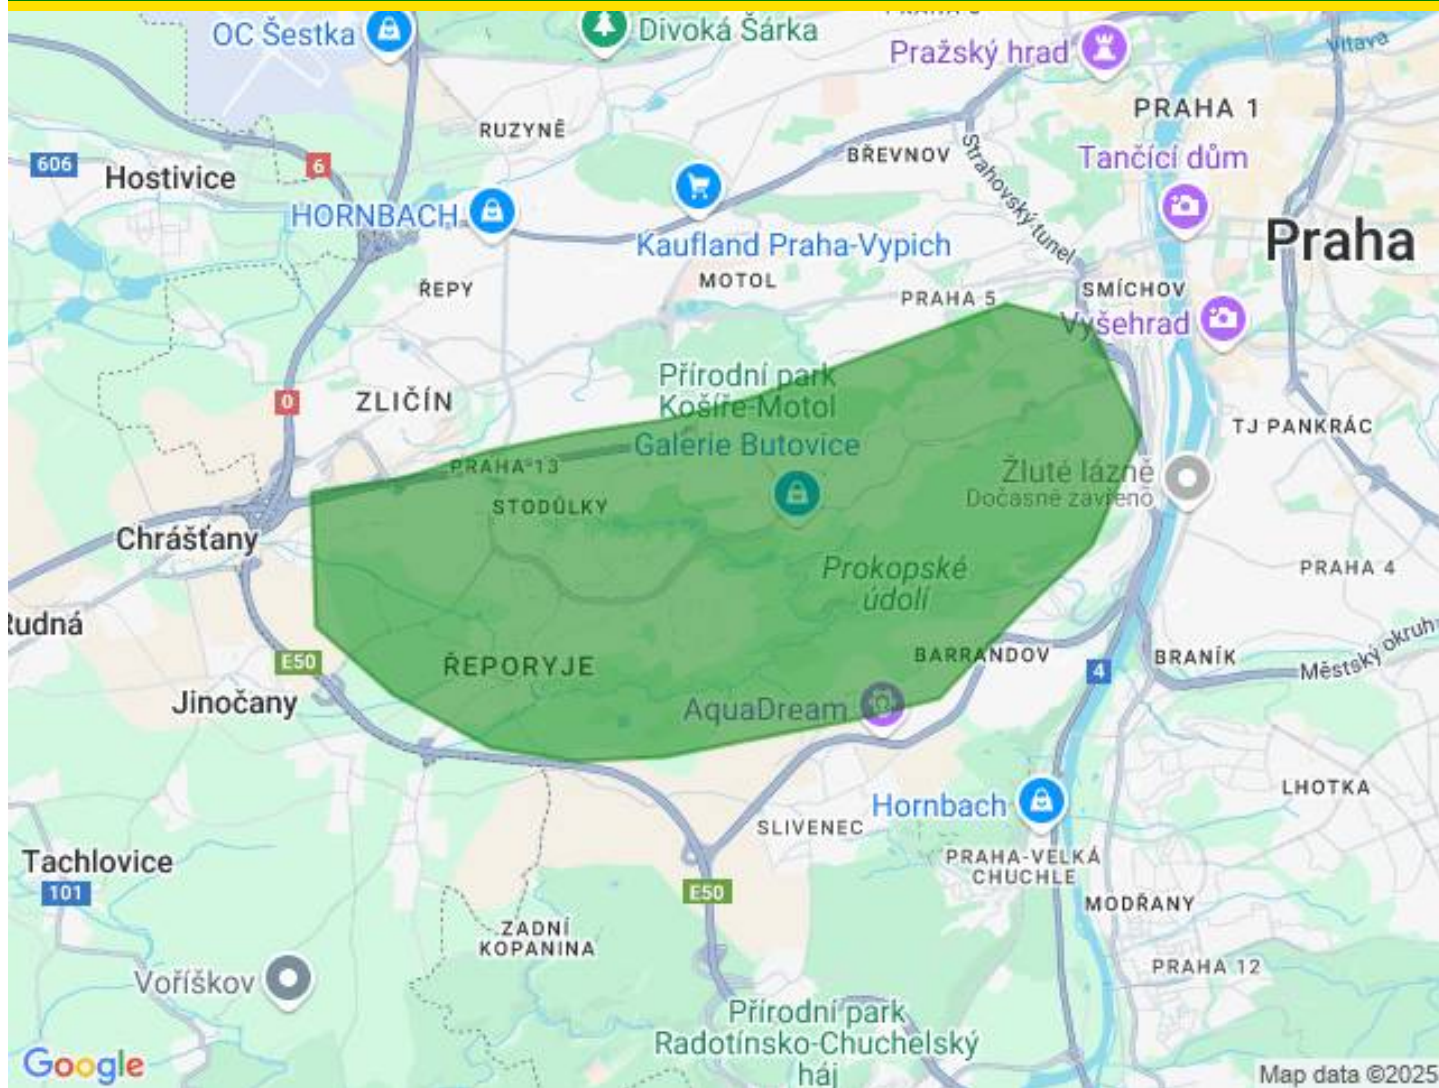 OC Šestka
Divoká Šárka
Pražský hrad
Vltava
PRAHA 1
RUZYNĚ
BŘEVNOV
Strahovský tunel
Tančící dům
606
6
Hostivice
HORNBACH
Praha
Kaufland Praha-Vypich
ŘEPY
MOTOL
PRAHA 5
SMÍCHOV
Vyšehrad
Přírodní park
Košíře-Motol
0
ZLIČÍN
TJ PANKRÁC
Galerie Butovice
PRAHA 13
Žluté lázně
Dočasně zavřeno
STODŮLKY
Chrášťany
Prokopské
údolí
PRAHA 4
Rudná
E50
ŘEPORYJE
BARRANDOV
4
BRANÍK
Městský okruh
Jinočany
AquaDream
LHOTKA
Hornbach
SLIVENEC
Tachlovice
PRAHA-VELKÁ
CHUCHLE
101
E50
MODŘANY
ZADNÍ
KOPANINA
PRAHA 12
Voříškov
Přírodní park
Radotínsko-Chuchelský
háj
Google
Map data ©2025